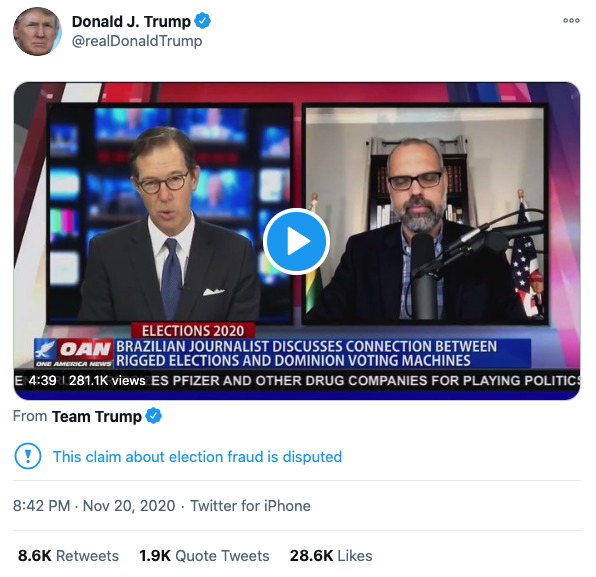 Donald J. Trump
@realDonaldTrump
ELECTIONS 2020
OAN
ONE AMERICA NEWS
BRAZILIAN JOURNALIST DISCUSSES CONNECTION BETWEEN
RIGGED ELECTIONS AND DOMINION VOTING MACHINES
4:39 281.1K views ES PFIZER AND OTHER DRUG COMPANIES FOR PLAYING POLITICS
From Team Trump
This claim about election fraud is disputed
8:42 PM · Nov 20, 2020 · Twitter for iPhone
8.6K Retweets 1.9K Quote Tweets 28.6K Likes